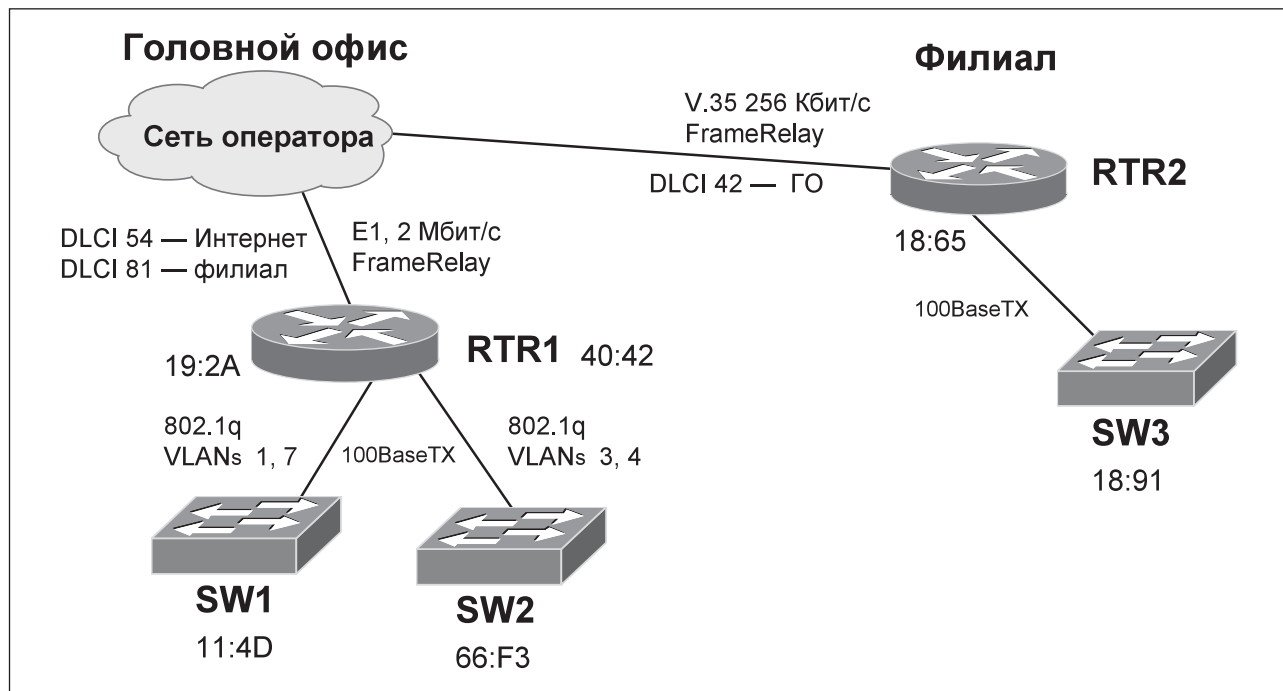 Головной офис
Филиал
Сеть оператора
V.35 256 Кбит/с
FrameRelay
DLCI 42 — ГО
RTR2
18:65
DLCI 54 — Интернет
DLCI 81 — филиал
E1, 2 Мбит/с
FrameRelay
100BaseTX
RTR1
19:2A
40:42
SW3
18:91
802.1q
VLANs 1, 7
100BaseTX
802.1q
VLANs 3, 4
SW1
11:4D
SW2
66:F3